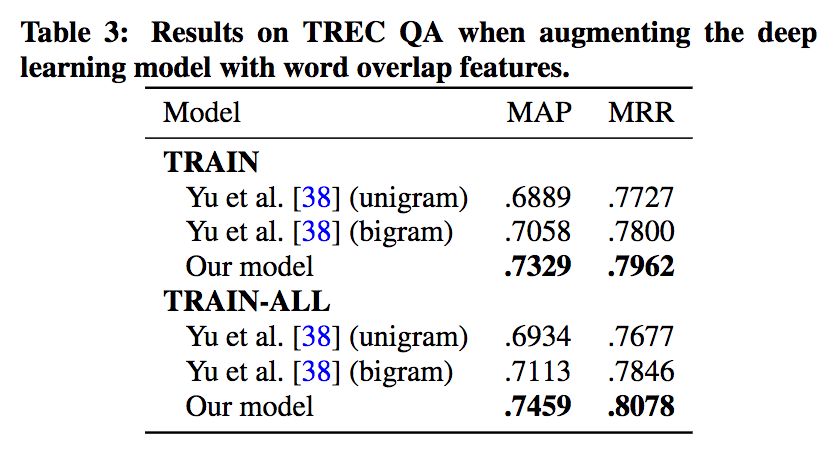 Table 3: Results on TREC QA when augmenting the deep
learning model with word overlap features.
Model MAP MRR
TRAIN
Yu et al. [38] (unigram) .6889 .7727
Yu et al. [38] (bigram) .7058 .7800
Our model .7329 .7962
TRAIN-ALL
Yu et al. [38] (unigram) .6934 .7677
Yu et al. [38] (bigram) .7113 .7846
Our model .7459 .8078